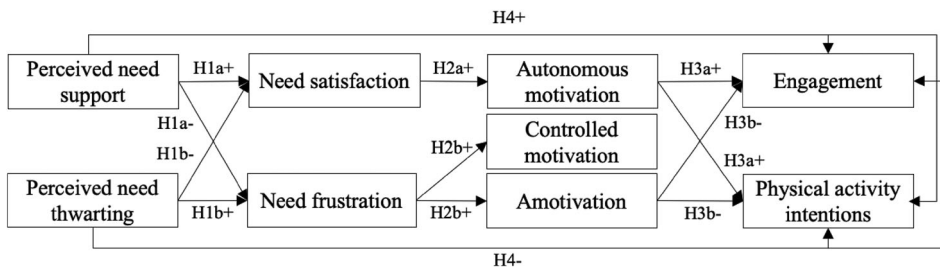 H4+
Perceived need
support
H1a+
Need satisfaction
H2a+
Autonomous
motivation
H3a+
Engagement
H1a-
H1b-
H2b+
Controlled
motivation
H3b-
H3a+
Perceived need
thwarting
H1b+
Need frustration
H2b+
Amotivation
H3b-
Physical activity
intentions
H4-